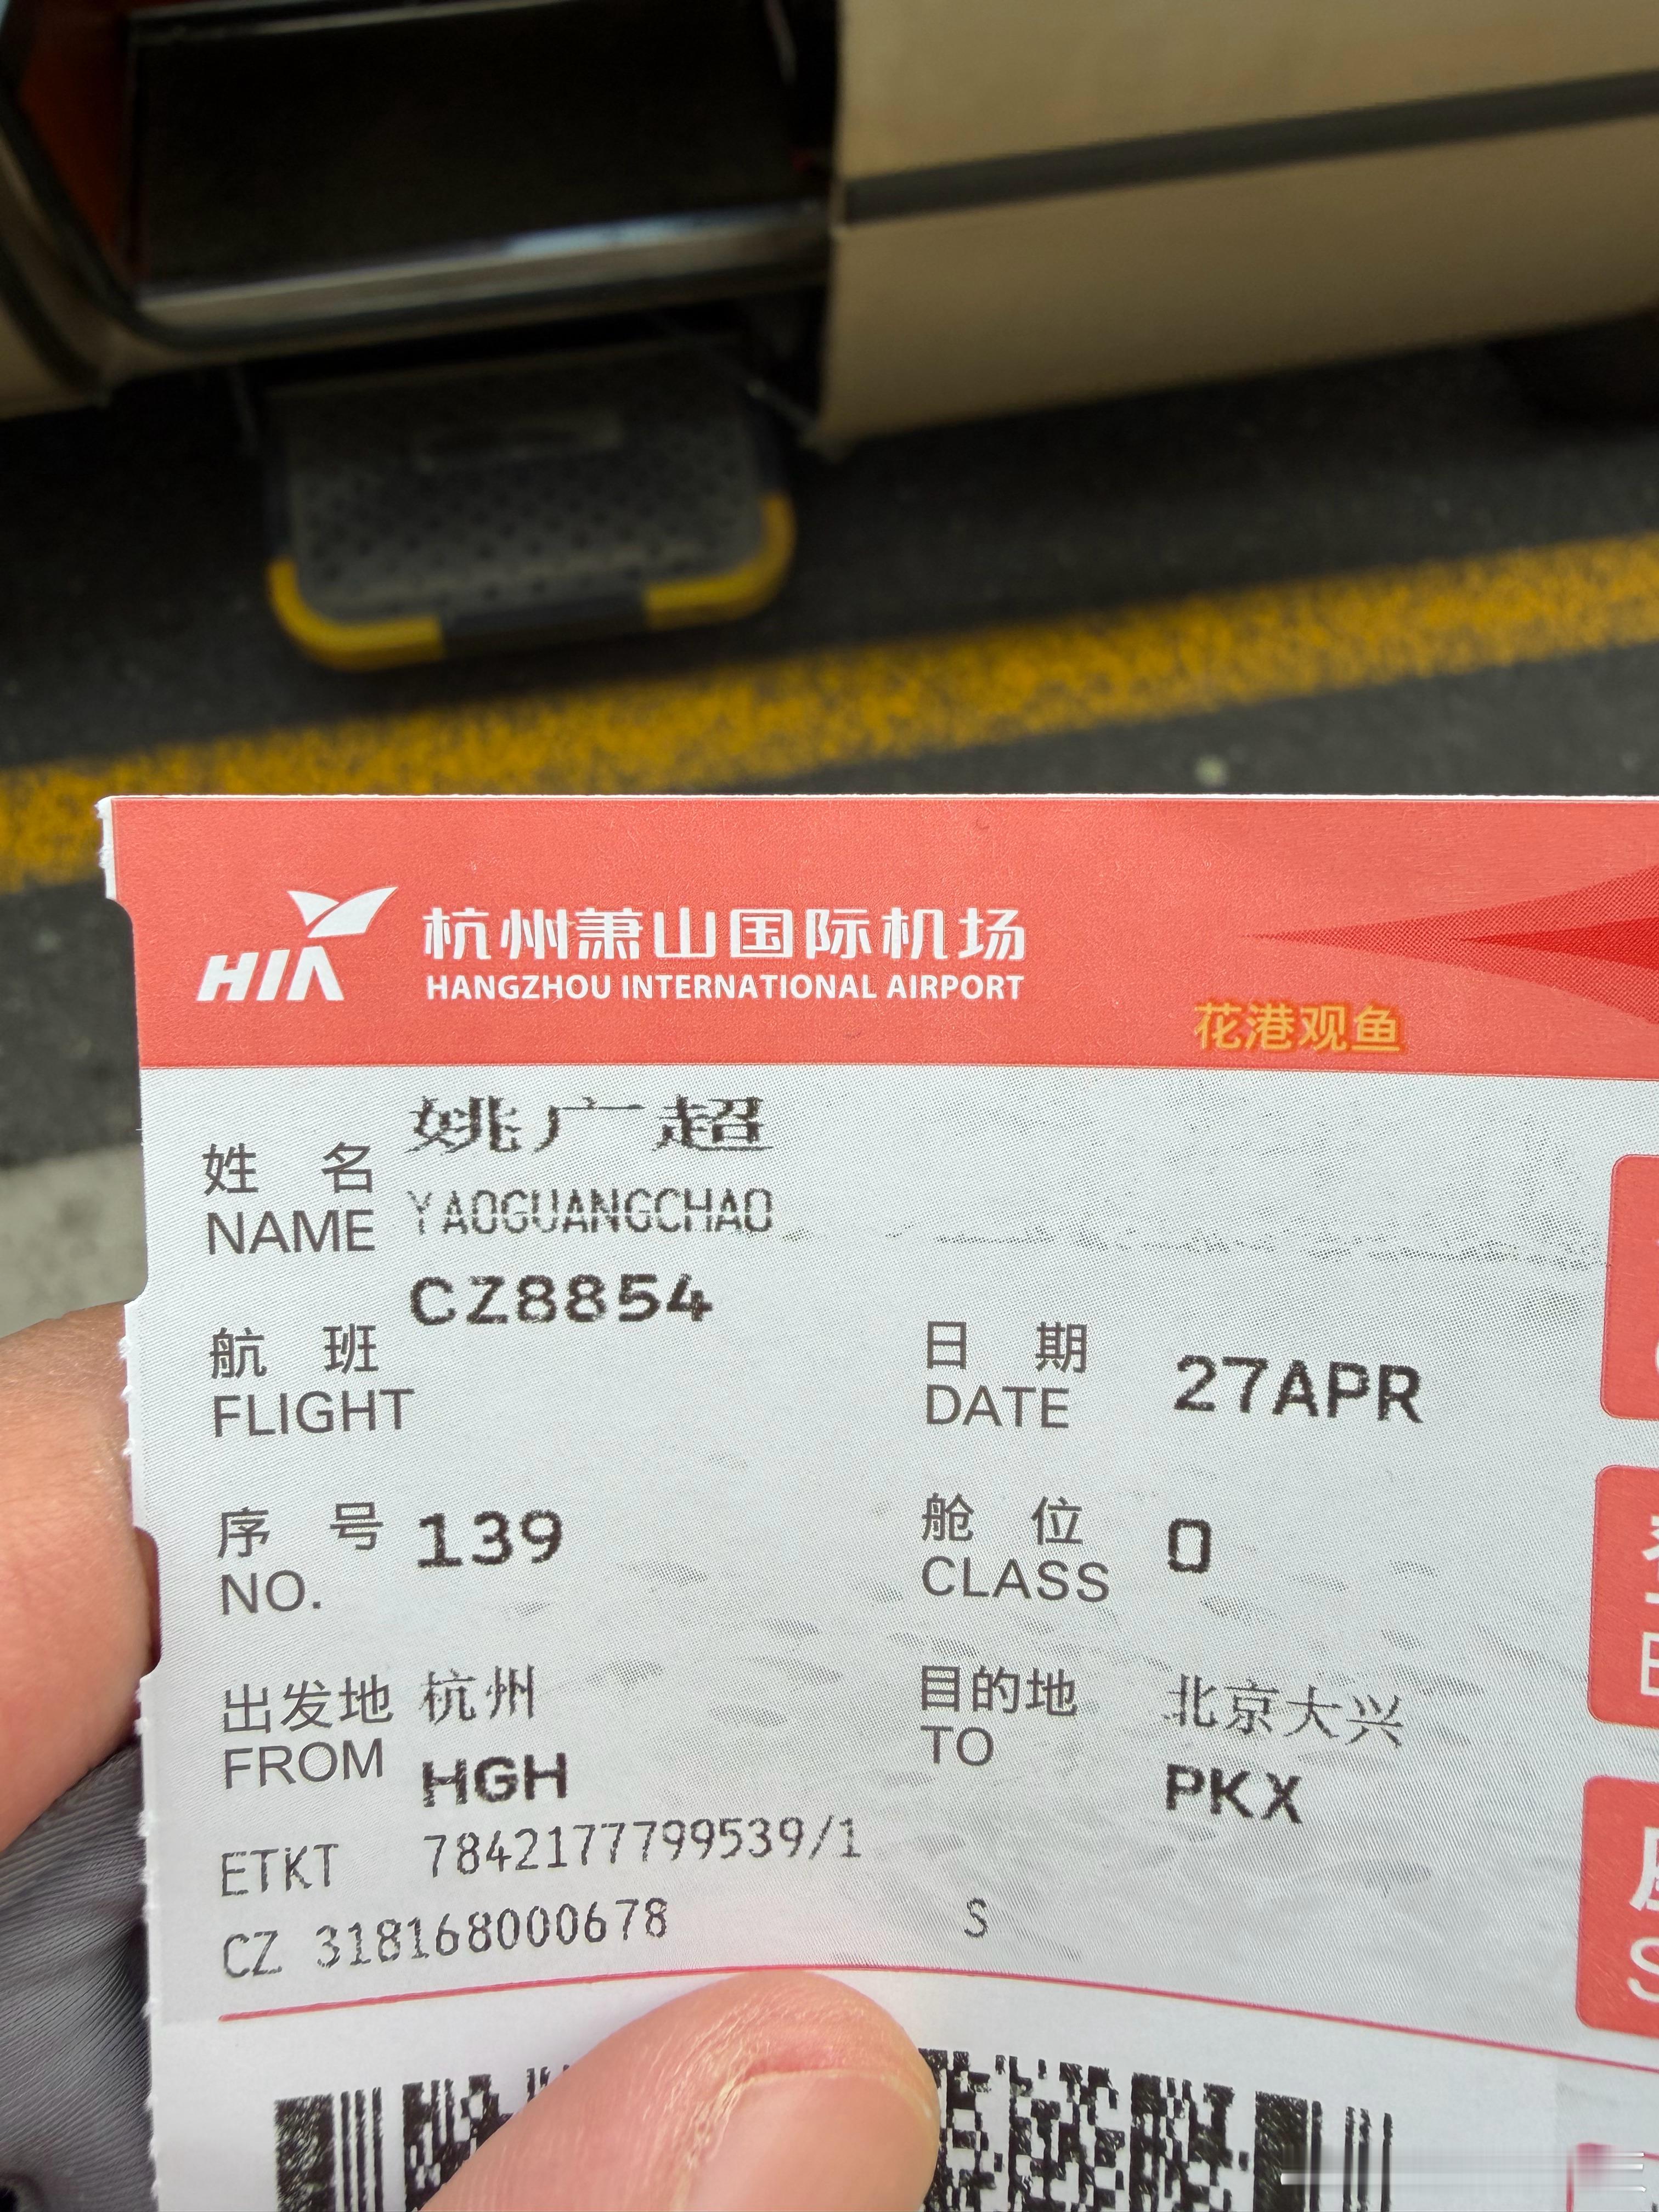 HIA 杭州萧山国际机场
HANGZHOU INTERNATIONAL AIRPORT
花港观鱼
姓 名 姚广超
NAME YAOGUANGCHAO
CZ8854
航 班
FLIGHT
日 期
DATE 27APR
序 号 139
NO.
舱 位
CLASS O
出发地 杭州
FROM HGH
目的地 北京大兴
TO PKX
ETKT 7842177799539/1
CZ 318168000678 S